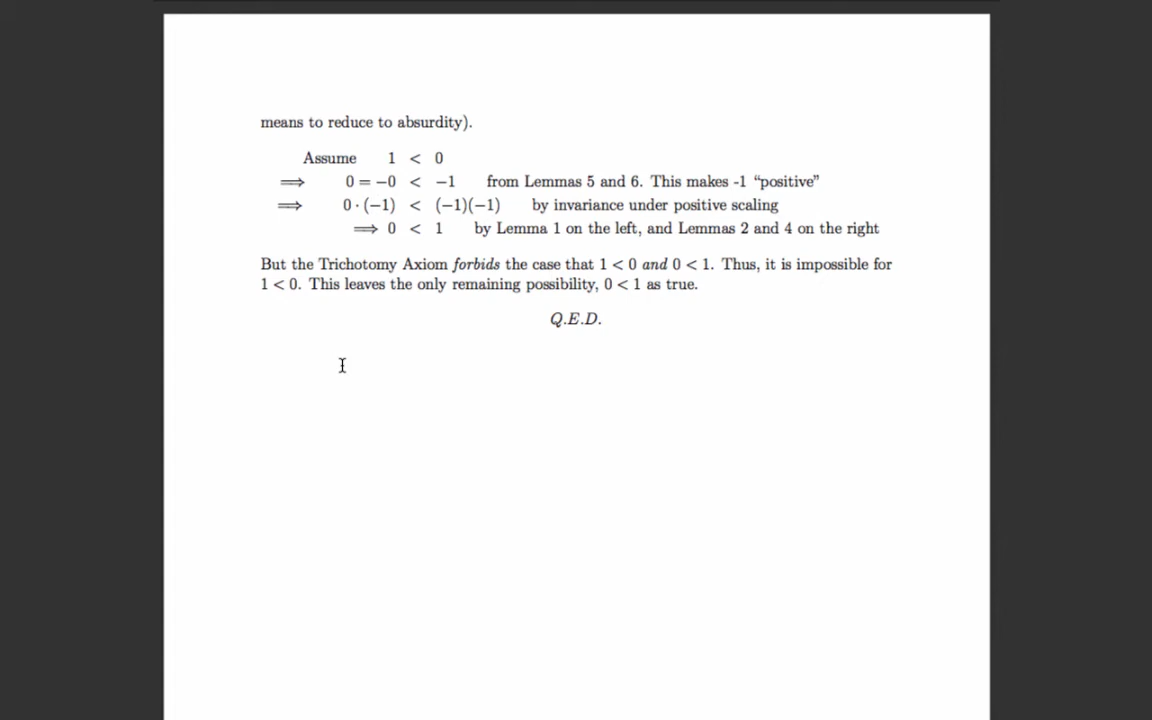 means to reduce to absurdity).
Assume 1 < 0
⟹ 0 = −0 < −1 from Lemmas 5 and 6. This makes -1 “positive”
⟹ 0 · (−1) < (−1)(−1) by invariance under positive scaling
⟹ 0 < 1 by Lemma 1 on the left, and Lemmas 2 and 4 on the right
But the Trichotomy Axiom forbids the case that 1 < 0 and 0 < 1. Thus, it is impossible for
1 < 0. This leaves the only remaining possibility, 0 < 1 as true.
Q.E.D.